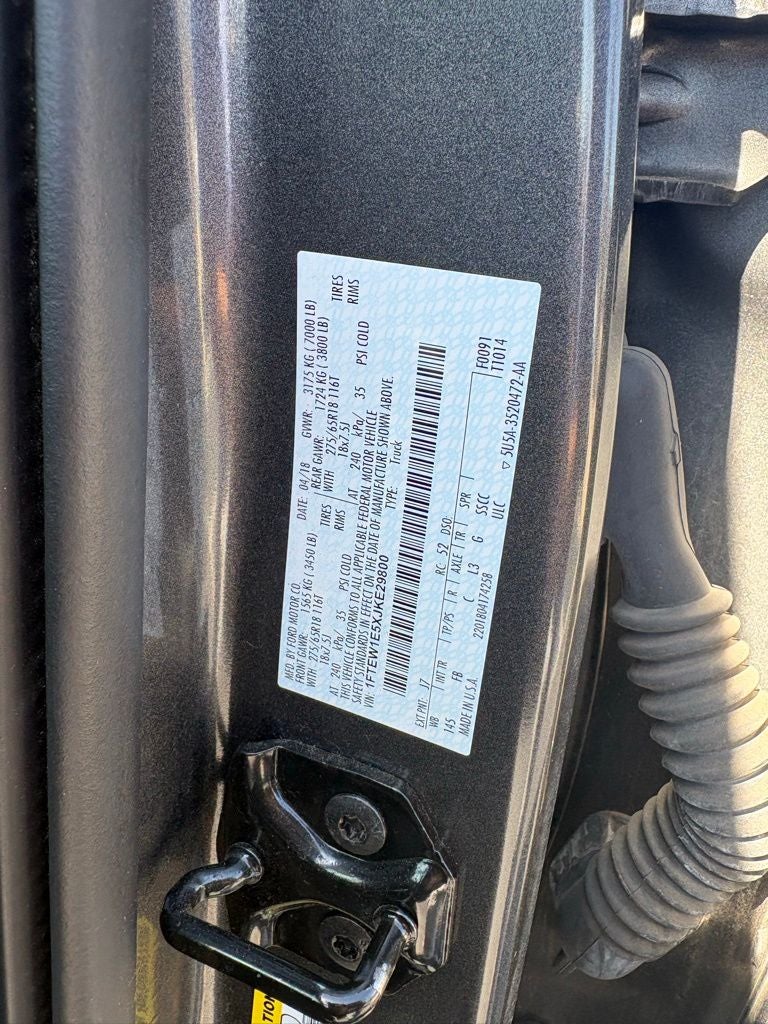 MFD. BY FORD MOTOR CO. DATE: 04/18 GVWR: 3175 KG ( 7000 LB)
FRONT GAWR: 1565 KG ( 3450 LB) REAR GAWR: 1724 KG ( 3800 LB)
WITH 275/65R18 116T TIRES WITH 275/65R18 116T TIRES
18x7.5J RIMS 18x7.5J RIMS
AT 240 kPa/ 35 PSI COLD AT 240 kPa/ 35 PSI COLD
THIS VEHICLE CONFORMS TO ALL APPLICABLE FEDERAL MOTOR VEHICLE
SAFETY STANDARDS IN EFFECT ON THE DATE OF MANUFACTURE SHOWN ABOVE.
VIN: 1FTEW1E5XJKE29800 TYPE: Truck
EXT PNT: J7 RC: 52 DSO: F0091
WB INT TR TP/PS R AXLE TR SPR TT014
145 FB C L3 G SSCC
MADE IN U.S.A. 2201804174258 ULC ▽ 5U5A-3520472-AA
TION